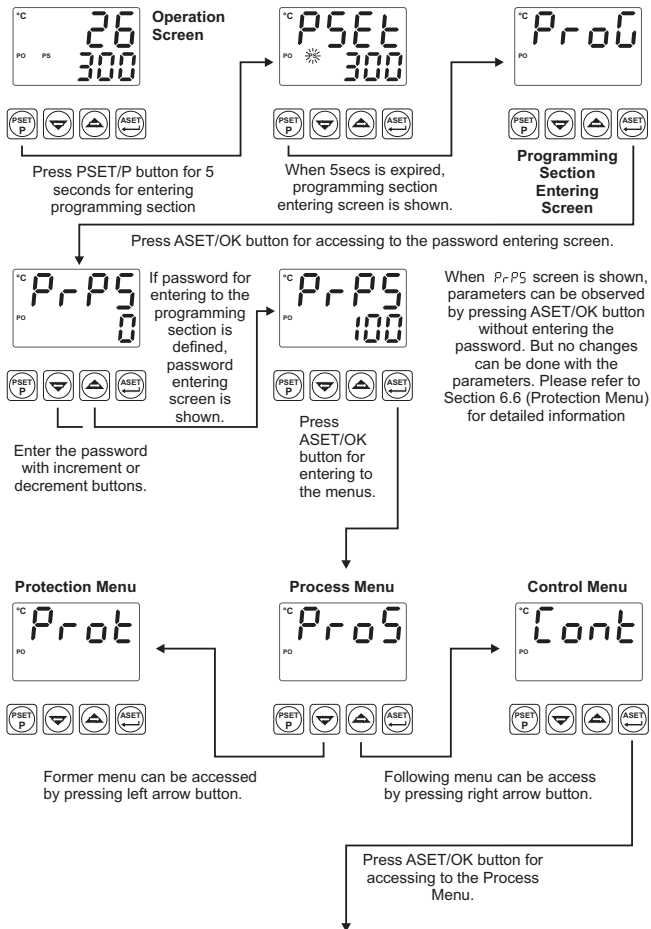 °C 26
PO PS 300
Operation
Screen
°C PSEt
PO PS 300
°C ProG
PO
PSET P ASET
PSET P ASET
PSET P ASET
Press PSET/P button for 5
seconds for entering
programming section
When 5secs is expired,
programming section
entering screen is shown.
Programming
Section
Entering
Screen
Press ASET/OK button for accessing to the password entering screen.
°C PrPS
PO 0
If password for
entering to the
programming
section is
defined,
password
entering
screen is
shown.
°C PrPS
PO 100
When PrPS screen is shown,
parameters can be observed
by pressing ASET/OK button
without entering the
password. But no changes
can be done with the
parameters. Please refer to
Section 6.6 (Protection Menu)
for detailed information
PSET P ASET
PSET P ASET
Enter the password
with increment or
decrement buttons.
Press
ASET/OK
button for
entering to
the menus.
Protection Menu
°C Prot
PO
PSET P ASET
Process Menu
°C ProS
PO
PSET P ASET
Control Menu
°C Cont
PO
PSET P ASET
Former menu can be accessed
by pressing left arrow button.
Following menu can be access
by pressing right arrow button.
Press ASET/OK button for
accessing to the Process
Menu.